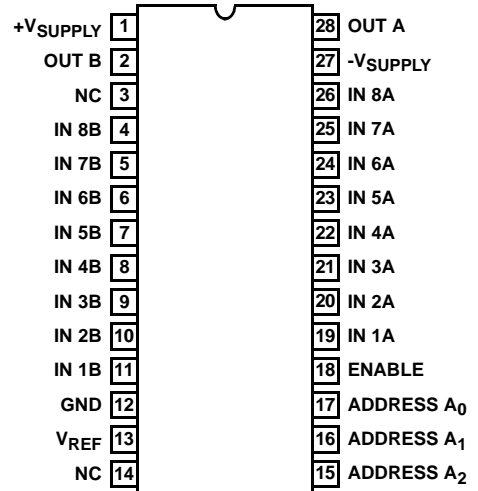 +VSUPPLY 1 28 OUT A
OUT B 2 27 -VSUPPLY
NC 3 26 IN 8A
IN 8B 4 25 IN 7A
IN 7B 5 24 IN 6A
IN 6B 6 23 IN 5A
IN 5B 7 22 IN 4A
IN 4B 8 21 IN 3A
IN 3B 9 20 IN 2A
IN 2B 10 19 IN 1A
IN 1B 11 18 ENABLE
GND 12 17 ADDRESS A0
VREF 13 16 ADDRESS A1
NC 14 15 ADDRESS A2